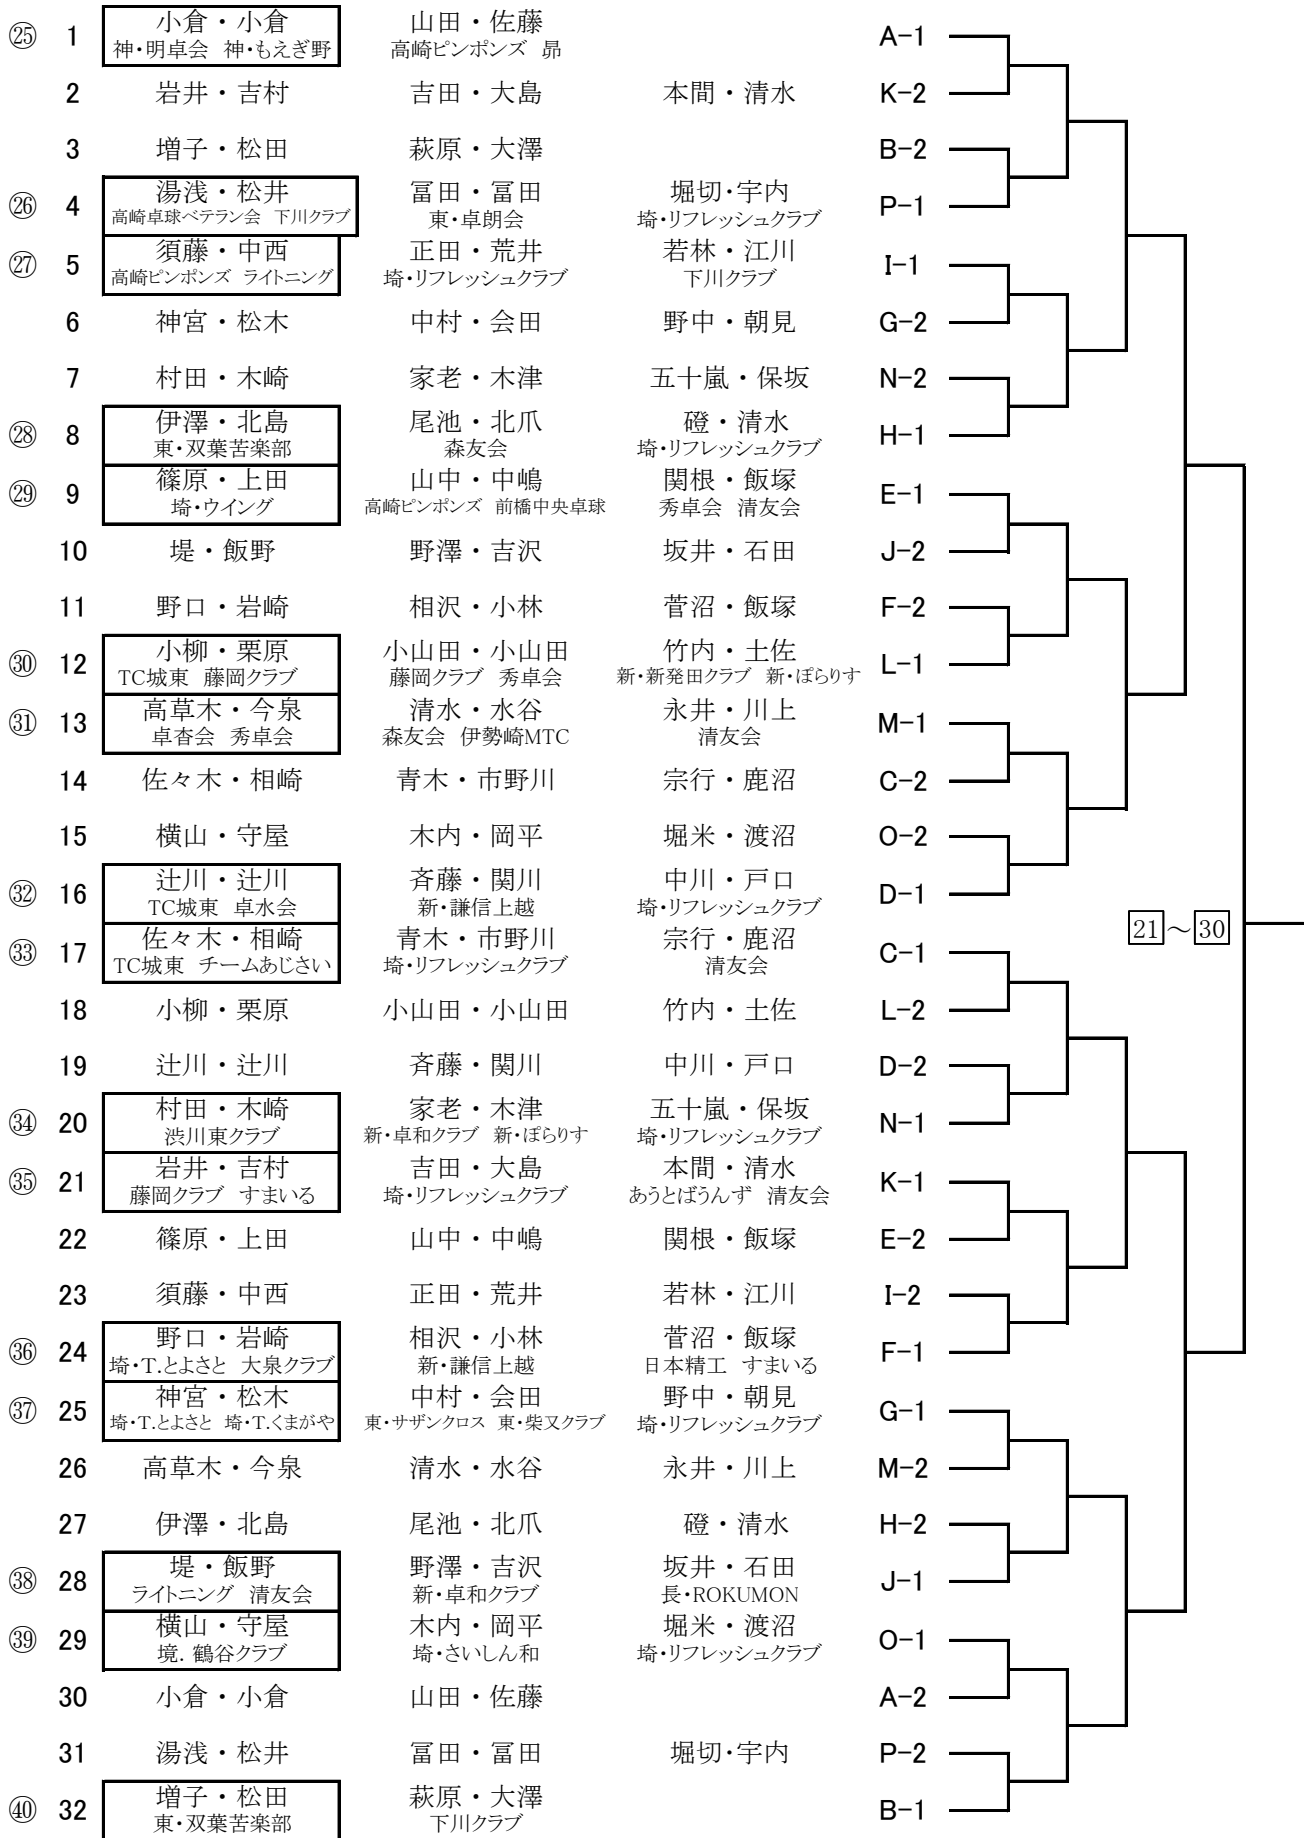 ㉕ 1 小倉・小倉 山田・佐藤 A-1
神・明卓会 神・もえぎ野 高崎ピンポンズ 昴
2 岩井・吉村 吉田・大島 本間・清水 K-2
3 増子・松田 萩原・大澤 B-2
㉖ 4 湯浅・松井 冨田・冨田 堀切・宇内 P-1
高崎卓球ベテラン会 下川クラブ 東・卓朗会 埼・リフレッシュクラブ
㉗ 5 須藤・中西 正田・荒井 若林・江川 I-1
高崎ピンポンズ ライトニング 埼・リフレッシュクラブ 下川クラブ
6 神宮・松木 中村・会田 野中・朝見 G-2
7 村田・木崎 家老・木津 五十嵐・保坂 N-2
㉘ 8 伊澤・北島 尾池・北爪 磴・清水 H-1
東・双葉苦楽部 森友会 埼・リフレッシュクラブ
㉙ 9 篠原・上田 山中・中嶋 関根・飯塚 E-1
埼・ウイング 高崎ピンポンズ 前橋中央卓球 秀卓会 清友会
10 堤・飯野 野澤・吉沢 坂井・石田 J-2
11 野口・岩崎 相沢・小林 菅沼・飯塚 F-2
㉚ 12 小柳・栗原 小山田・小山田 竹内・土佐 L-1
TC城東 藤岡クラブ 藤岡クラブ 秀卓会 新・新発田クラブ 新・ぽらりす
㉛ 13 高草木・今泉 清水・水谷 永井・川上 M-1
卓杳会 秀卓会 森友会 伊勢崎MTC 清友会
14 佐々木・相崎 青木・市野川 宗行・鹿沼 C-2
15 横山・守屋 木内・岡平 堀米・渡沼 O-2
㉜ 16 辻川・辻川 斉藤・関川 中川・戸口 D-1
TC城東 卓水会 新・謙信上越 埼・リフレッシュクラブ
21～30
㉝ 17 佐々木・相崎 青木・市野川 宗行・鹿沼 C-1
TC城東 チームあじさい 埼・リフレッシュクラブ 清友会
18 小柳・栗原 小山田・小山田 竹内・土佐 L-2
19 辻川・辻川 斉藤・関川 中川・戸口 D-2
㉞ 20 村田・木崎 家老・木津 五十嵐・保坂 N-1
渋川東クラブ 新・卓和クラブ 新・ぽらりす 埼・リフレッシュクラブ
㉟ 21 岩井・吉村 吉田・大島 本間・清水 K-1
藤岡クラブ すまいる 埼・リフレッシュクラブ あうとばうんず 清友会
22 篠原・上田 山中・中嶋 関根・飯塚 E-2
23 須藤・中西 正田・荒井 若林・江川 I-2
㊱ 24 野口・岩崎 相沢・小林 菅沼・飯塚 F-1
埼・T.とよさと 大泉クラブ 新・謙信上越 日本精工 すまいる
㊲ 25 神宮・松木 中村・会田 野中・朝見 G-1
埼・T.とよさと 埼・T.くまがや 東・サザンクロス 東・柴又クラブ 埼・リフレッシュクラブ
26 高草木・今泉 清水・水谷 永井・川上 M-2
27 伊澤・北島 尾池・北爪 磴・清水 H-2
㊳ 28 堤・飯野 野澤・吉沢 坂井・石田 J-1
ライトニング 清友会 新・卓和クラブ 長・ROKUMON
㊴ 29 横山・守屋 木内・岡平 堀米・渡沼 O-1
境．鶴谷クラブ 埼・さいしん和 埼・リフレッシュクラブ
30 小倉・小倉 山田・佐藤 A-2
31 湯浅・松井 冨田・冨田 堀切・宇内 P-2
㊵ 32 増子・松田 萩原・大澤 B-1
東・双葉苦楽部 下川クラブ